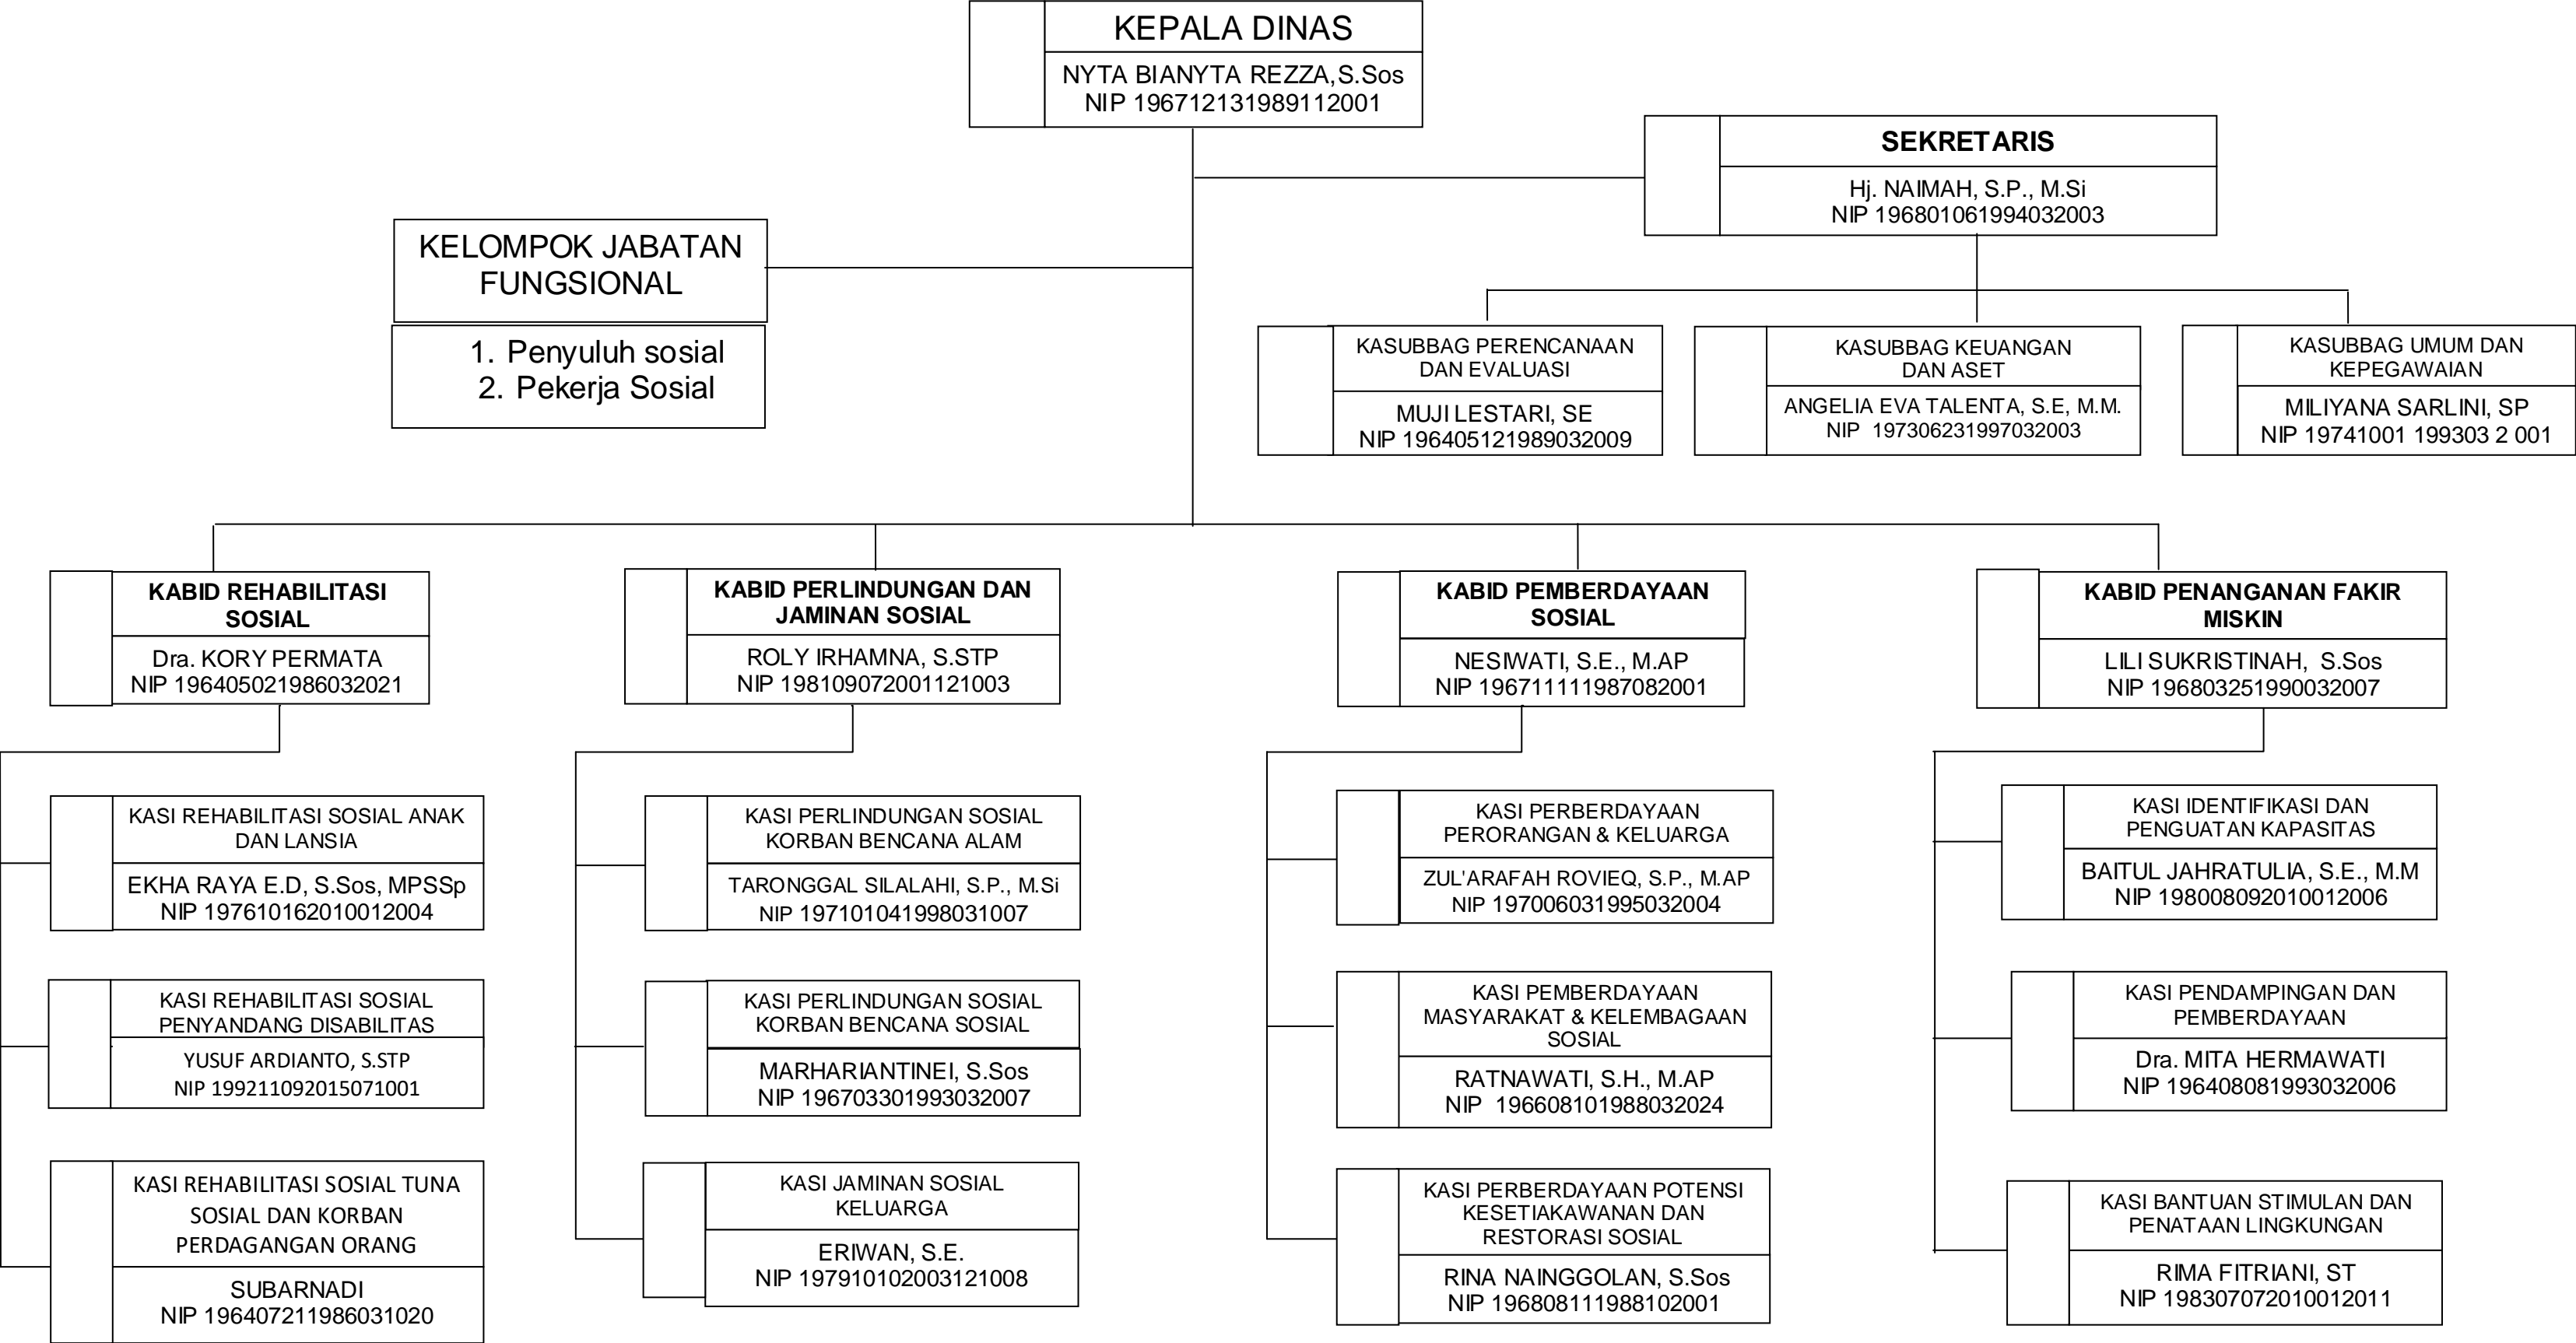 KEPALA DINAS
NYTA BIANYTA REZZA,S.Sos
NIP 196712131989112001
SEKRETARIS
Hj. NAIMAH, S.P., M.Si
NIP 196801061994032003
KELOMPOK JABATAN
FUNGSIONAL
1. Penyuluh sosial
2. Pekerja Sosial
KASUBBAG PERENCANAAN
DAN EVALUASI
MUJI LESTARI, SE
NIP 196405121989032009
KASUBBAG KEUANGAN
DAN ASET
ANGELIA EVA TALENTA, S.E, M.M.
NIP 197306231997032003
KASUBBAG UMUM DAN
KEPEGAWAIAN
MILIYANA SARLINI, SP
NIP 19741001 199303 2 001
KABID REHABILITASI
SOSIAL
Dra. KORY PERMATA
NIP 196405021986032021
KABID PERLINDUNGAN DAN
JAMINAN SOSIAL
ROLY IRHAMNA, S.STP
NIP 198109072001121003
KABID PEMBERDAYAAN
SOSIAL
NESIWATI, S.E., M.AP
NIP 196711111987082001
KABID PENANGANAN FAKIR
MISKIN
LILI SUKRISTINAH, S.Sos
NIP 196803251990032007
KASI REHABILITASI SOSIAL ANAK
DAN LANSIA
EKHA RAYA E.D, S.Sos, MPSSp
NIP 197610162010012004
KASI REHABILITASI SOSIAL
PENYANDANG DISABILITAS
YUSUF ARDIANTO, S.STP
NIP 199211092015071001
KASI REHABILITASI SOSIAL TUNA
SOSIAL DAN KORBAN
PERDAGANGAN ORANG
SUBARNADI
NIP 196407211986031020
KASI PERLINDUNGAN SOSIAL
KORBAN BENCANA ALAM
TARONGGAL SILALAHI, S.P., M.Si
NIP 197101041998031007
KASI PERLINDUNGAN SOSIAL
KORBAN BENCANA SOSIAL
MARHARIANTINEI, S.Sos
NIP 196703301993032007
KASI JAMINAN SOSIAL
KELUARGA
ERIWAN, S.E.
NIP 197910102003121008
KASI PERBERDAYAAN
PERORANGAN & KELUARGA
ZUL'ARAFAH ROVIEQ, S.P., M.AP
NIP 197006031995032004
KASI PEMBERDAYAAN
MASYARAKAT & KELEMBAGAAN
SOSIAL
RATNAWATI, S.H., M.AP
NIP 196608101988032024
KASI PERBERDAYAAN POTENSI
KESETIAKAWANAN DAN
RESTORASI SOSIAL
RINA NAINGGOLAN, S.Sos
NIP 196808111988102001
KASI IDENTIFIKASI DAN
PENGUATAN KAPASITAS
BAITUL JAHRATULIA, S.E., M.M
NIP 198008092010012006
KASI PENDAMPINGAN DAN
PEMBERDAYAAN
Dra. MITA HERMAWATI
NIP 196408081993032006
KASI BANTUAN STIMULAN DAN
PENATAAN LINGKUNGAN
RIMA FITRIANI, ST
NIP 198307072010012011